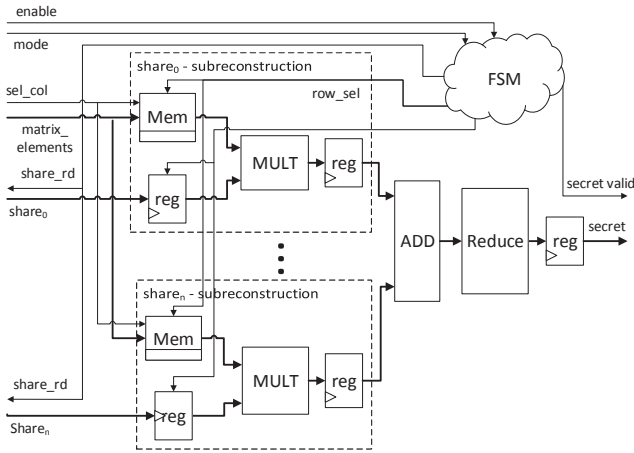 enable
mode
share0 - subreconstruction
FSM
sel_col
row_sel
Mem
matrix_
elements
MULT
reg
share_rd
reg
secret valid
share0
secret
ADD
Reduce
reg
sharen - subreconstruction
Mem
MULT
reg
share_rd
reg
Sharen